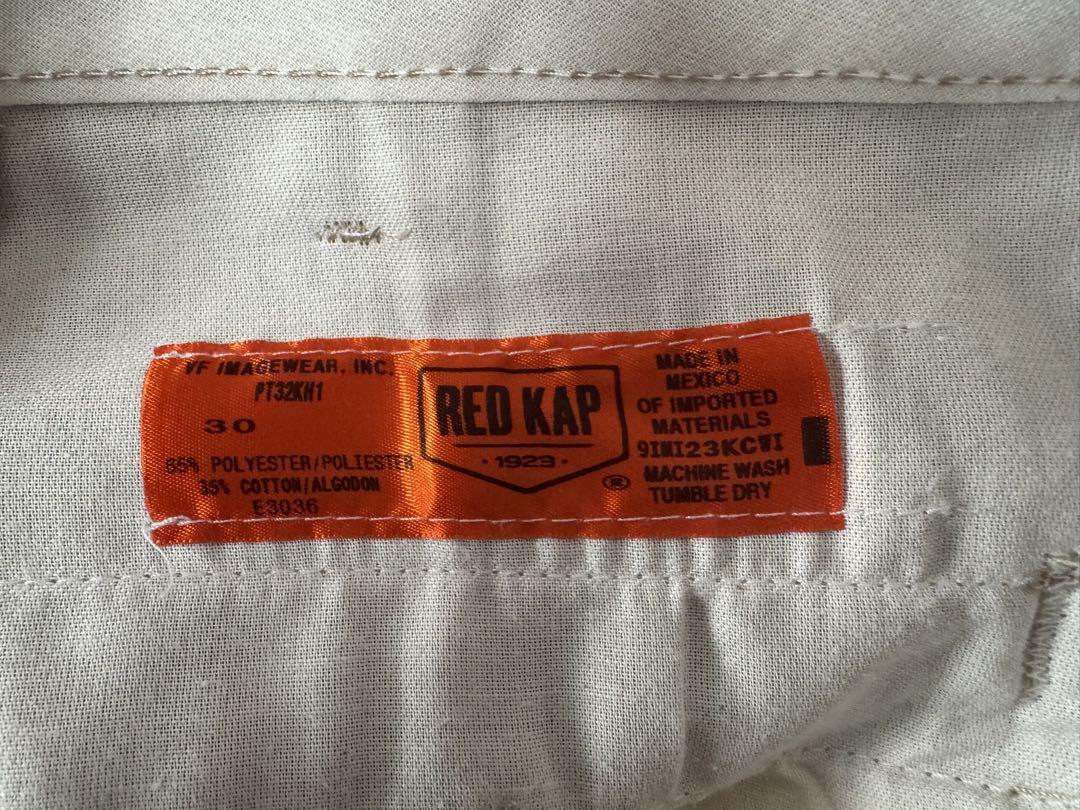 VF IMAGEWEAR, INC.
PT32KH1
30
65% POLYESTER/POLIESTER
35% COTTON/ALGODON
E3036
RED KAP
· 1923 ·
®
MADE IN
MEXICO
OF IMPORTED
MATERIALS
9IMI23KCWI
MACHINE WASH
TUMBLE DRY